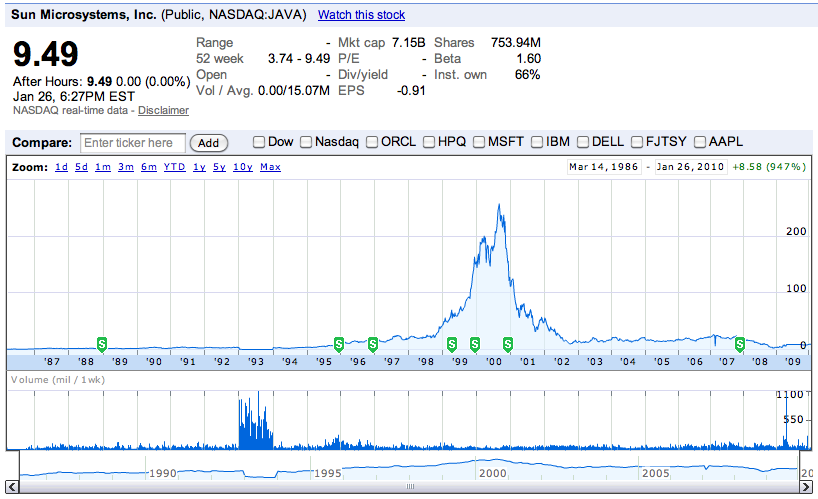 Sun Microsystems, Inc. (Public, NASDAQ:JAVA) Watch this stock
9.49
After Hours: 9.49 0.00 (0.00%)
Jan 26, 6:27PM EST
NASDAQ real-time data - Disclaimer
Range - Mkt cap 7.15B Shares 753.94M
52 week 3.74 - 9.49 P/E - Beta 1.60
Open - Div/yield - Inst. own 66%
Vol / Avg. 0.00/15.07M EPS -0.91
Compare: Enter ticker here Add Dow Nasdaq ORCL HPQ MSFT IBM DELL FJTSY AAPL
Zoom: 1d 5d 1m 3m 6m YTD 1y 5y 10y Max Mar 14, 1986 - Jan 26, 2010 +8.58 (947%)
200
100
S S S S S S S 0
'87 '88 '89 '90 '91 '92 '93 '94 '95 '96 '97 '98 '99 '00 '01 '02 '03 '04 '05 '06 '07 '08 '09
Volume (mil / 1wk)
1100
550
1990 1995 2000 2005 20